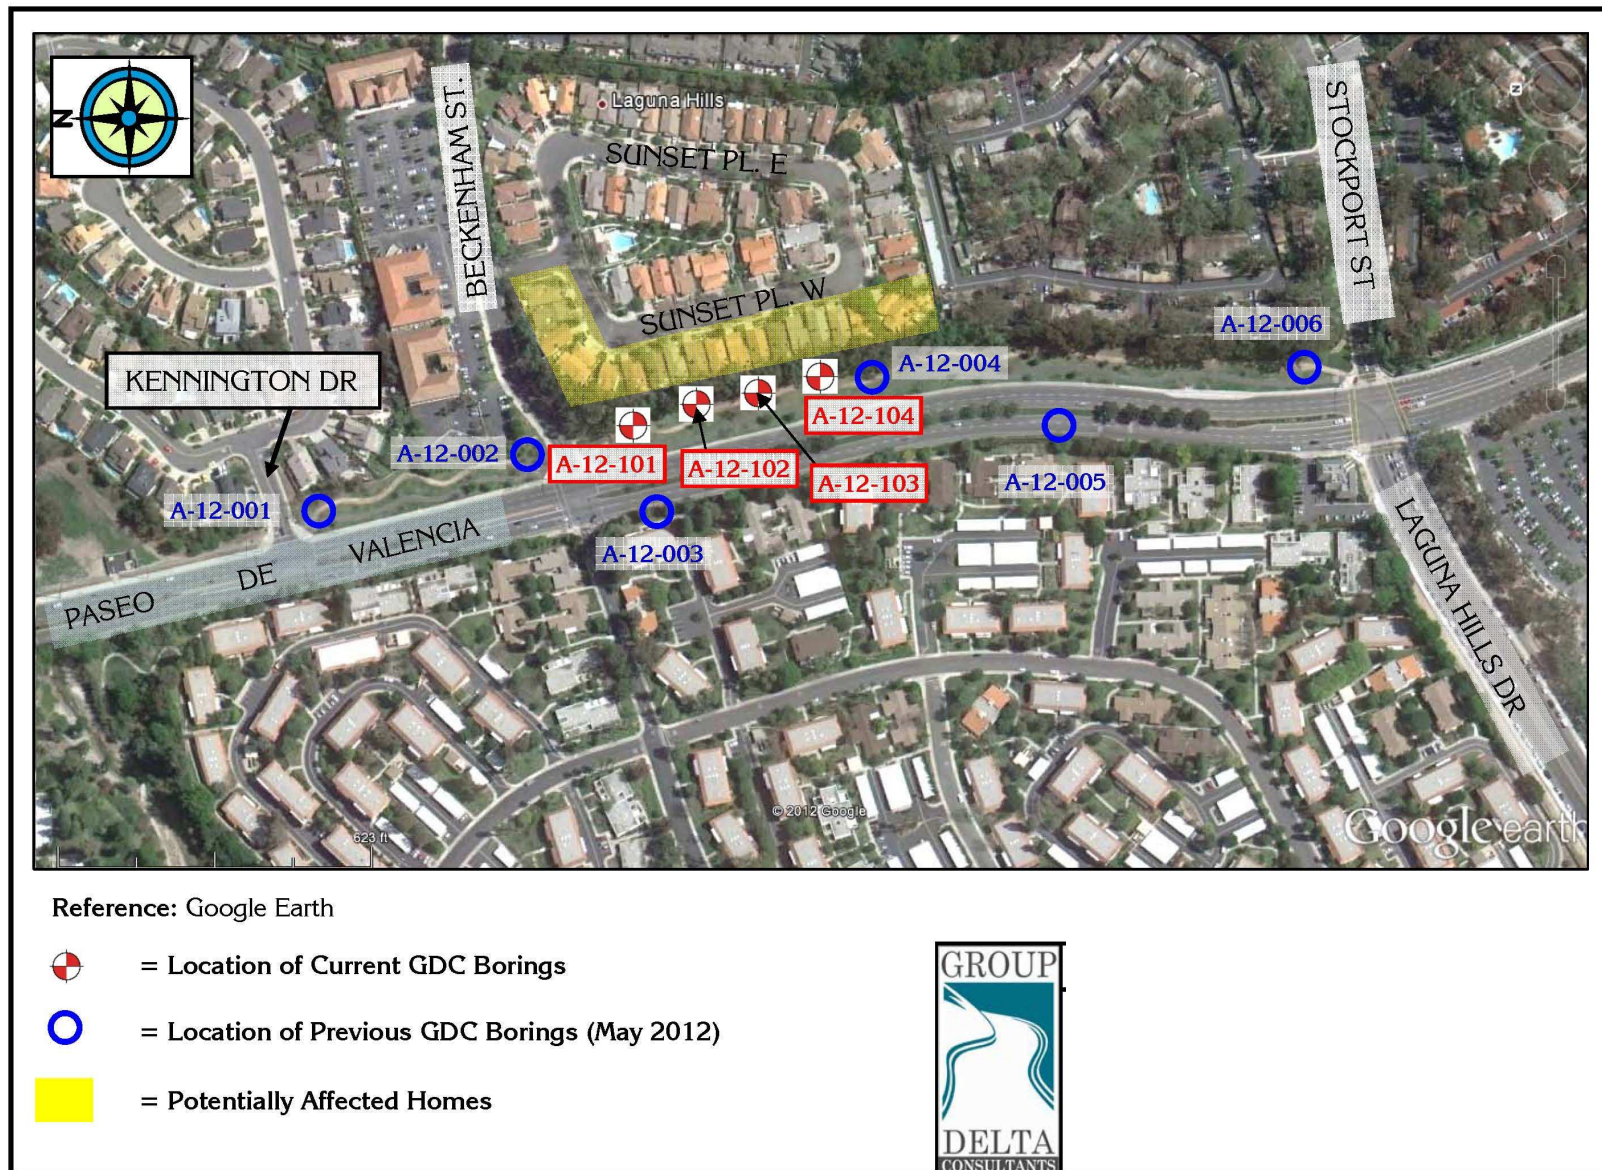 N
Laguna Hills
BECKENHAM ST.
SUNSET PL. E
STOCKPORT ST
SUNSET PL. W
A-12-006
KENNINGTON DR
A-12-004
A-12-104
A-12-002
A-12-101
A-12-102
A-12-103
A-12-005
A-12-001
A-12-003
PASEO DE VALENCIA
LAGUNA HILLS DR
© 2012 Google
Google earth
623 ft
Reference: Google Earth
= Location of Current GDC Borings
= Location of Previous GDC Borings (May 2012)
= Potentially Affected Homes
GROUP
DELTA
CONSULTANTS